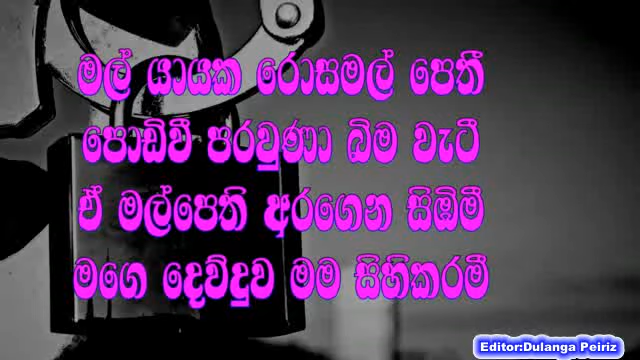 මල් යායක රොසමල් පෙතී
පොඩිවී පරවුණා බිම වැටී
ඒ මල්පෙති අරගෙන සිඹිමී
මගෙ දෙව්දුව මම සිහිකරමී
Editor:Dulanga Peiriz